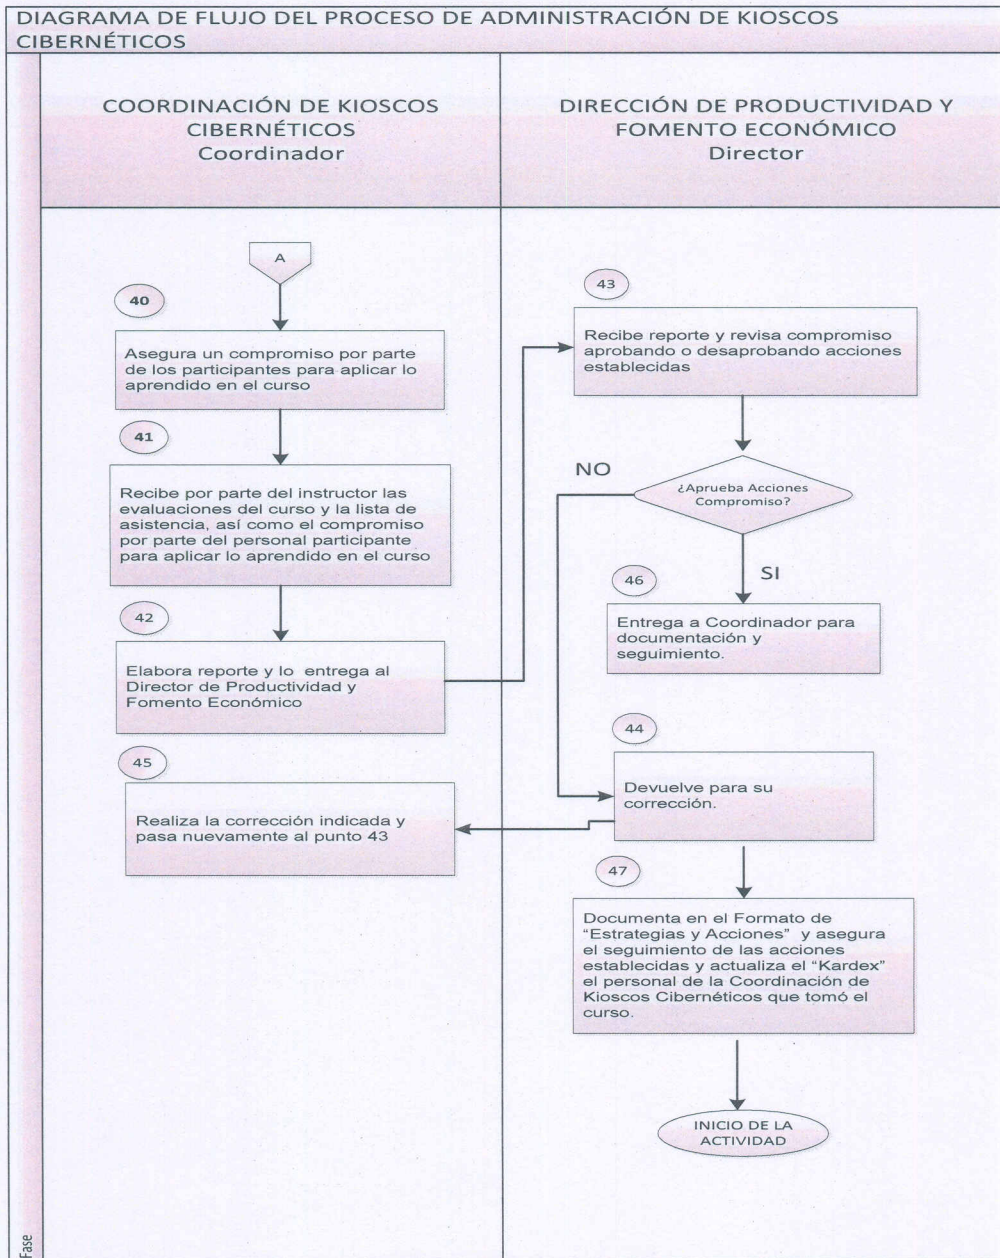 DIAGRAMA DE FLUJO DEL PROCESO DE ADMINISTRACIÓN DE KIOSCOS
CIBERNÉTICOS
COORDINACIÓN DE KIOSCOS
CIBERNÉTICOS
Coordinador
DIRECCIÓN DE PRODUCTIVIDAD Y
FOMENTO ECONÓMICO
Director
A
40
Asegura un compromiso por parte
de los participantes para aplicar lo
aprendido en el curso
41
Recibe por parte del instructor las
evaluaciones del curso y la lista de
asistencia, así como el compromiso
por parte del personal participante
para aplicar lo aprendido en el curso
42
Elabora reporte y lo entrega al
Director de Productividad y
Fomento Económico
43
Recibe reporte y revisa compromiso
aprobando o desaprobando acciones
establecidas
¿Aprueba Acciones
Compromiso?
NO
SI
46
Entrega a Coordinador para
documentación y
seguimiento.
44
Devuelve para su
corrección.
45
Realiza la corrección indicada y
pasa nuevamente al punto 43
47
Documenta en el Formato de
“Estrategias y Acciones” y asegura
el seguimiento de las acciones
establecidas y actualiza el “Kardex”
el personal de la Coordinación de
Kioscos Cibernéticos que tomó el
curso.
INICIO DE LA
ACTIVIDAD
Fase